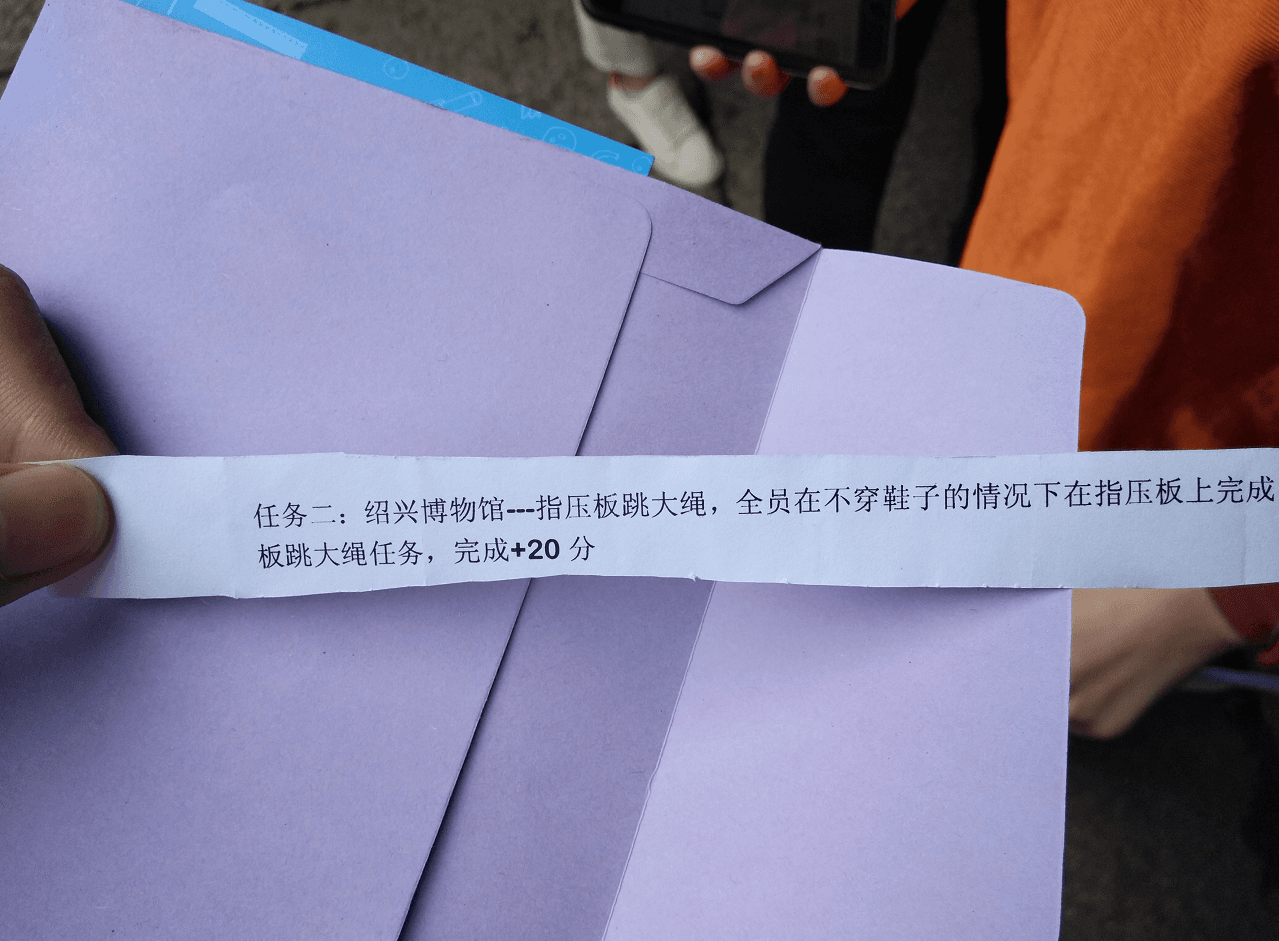 任务二：绍兴博物馆---指压板跳大绳，全员在不穿鞋子的情况下在指压板上完成
板跳大绳任务，完成+20 分